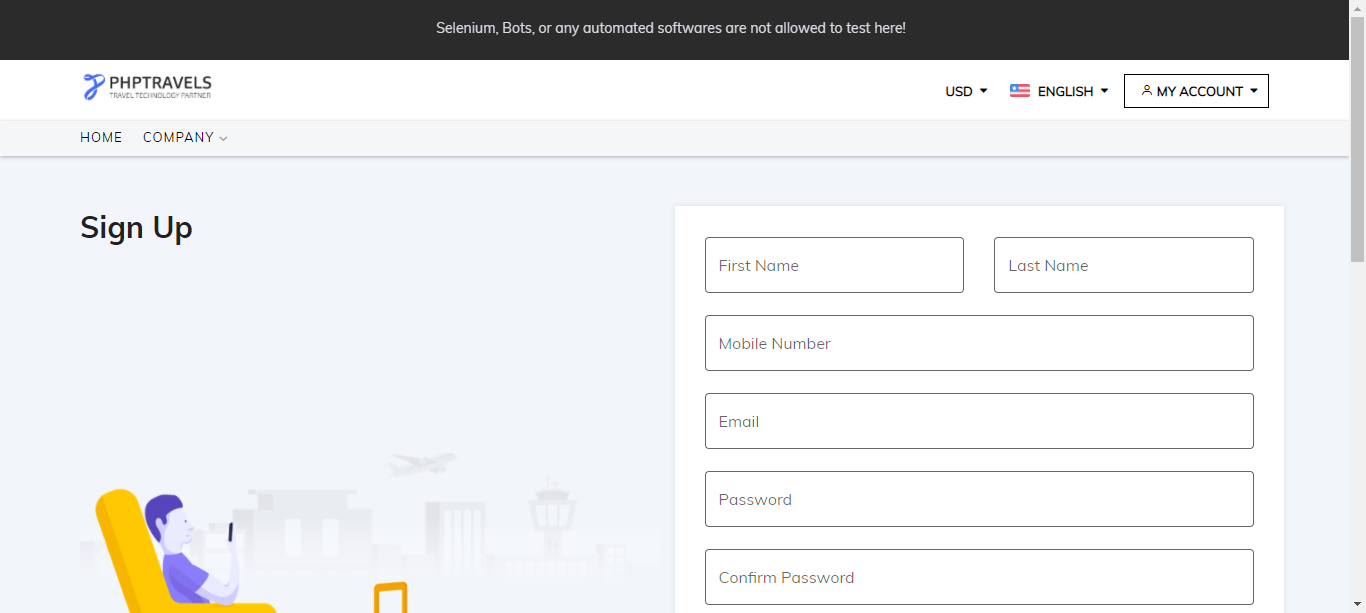 Selenium, Bots, or any automated softwares are not allowed to test here!
PHPTRAVELS
TRAVEL TECHNOLOGY PARTNER
USD
ENGLISH
MY ACCOUNT
HOME
COMPANY
Sign Up
First Name
Last Name
Mobile Number
Email
Password
Confirm Password